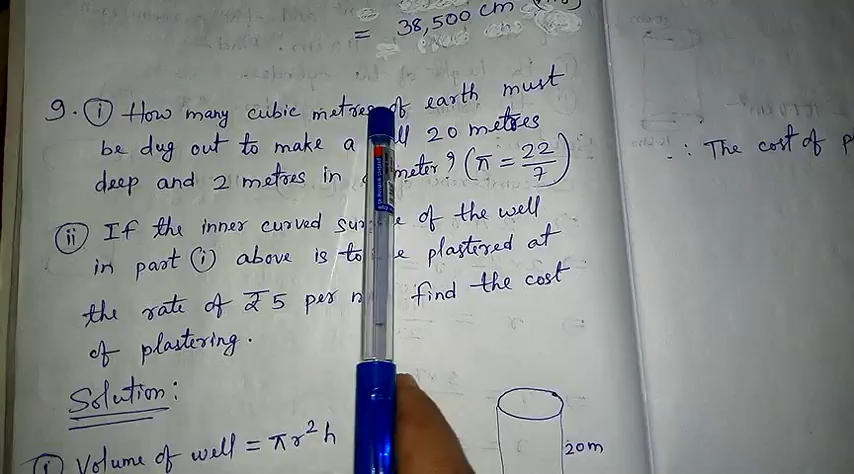 = 38,500 cm
9. (i) How many cubic metres of earth must
be dug out to make a 20 metres
deep and 2 metres in meter? (π = 22/7)
(ii) If the inner curved of the well
in part (i) above is to plastered at
the rate of ₹5 per find the cost
of plastering.
Solution:
(i) Volume of well = πr²h
20m
∴ The cost of